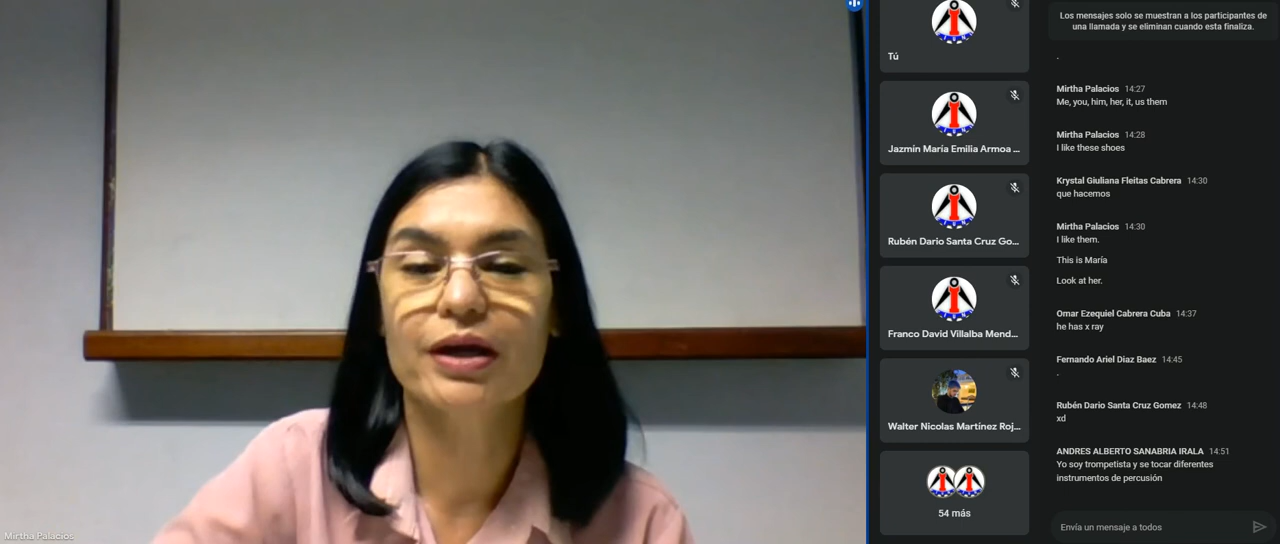 Mirtha Palacios
Tú
Jazmin María Emilia Armoa ...
Rubén Dario Santa Cruz Go...
Franco David Villalba Mend...
Walter Nicolas Martínez Roj...
54 más
Los mensajes solo se muestran a los participantes de
una llamada y se eliminan cuando esta finaliza.
.
Mirtha Palacios 14:27
Me, you, him, her, it, us them
Mirtha Palacios 14:28
I like these shoes
Krystal Giuliana Fleitas Cabrera 14:30
que hacemos
Mirtha Palacios 14:30
I like them.
This is María
Look at her.
Omar Ezequiel Cabrera Cuba 14:37
he has x ray
Fernando Ariel Diaz Baez 14:45
.
Rubén Dario Santa Cruz Gomez 14:48
xd
ANDRES ALBERTO SANABRIA IRALA 14:51
Yo soy trompetista y se tocar diferentes
instrumentos de percusión
Envía un mensaje a todos